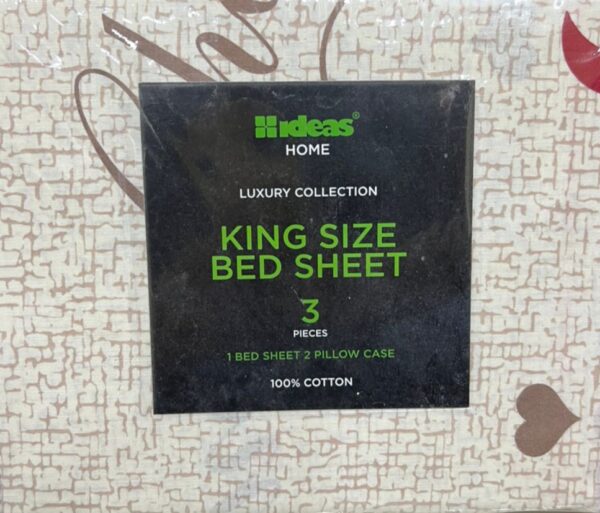 ideas®
HOME
LUXURY COLLECTION
KING SIZE
BED SHEET
3
PIECES
1 BED SHEET 2 PILLOW CASE
100% COTTON